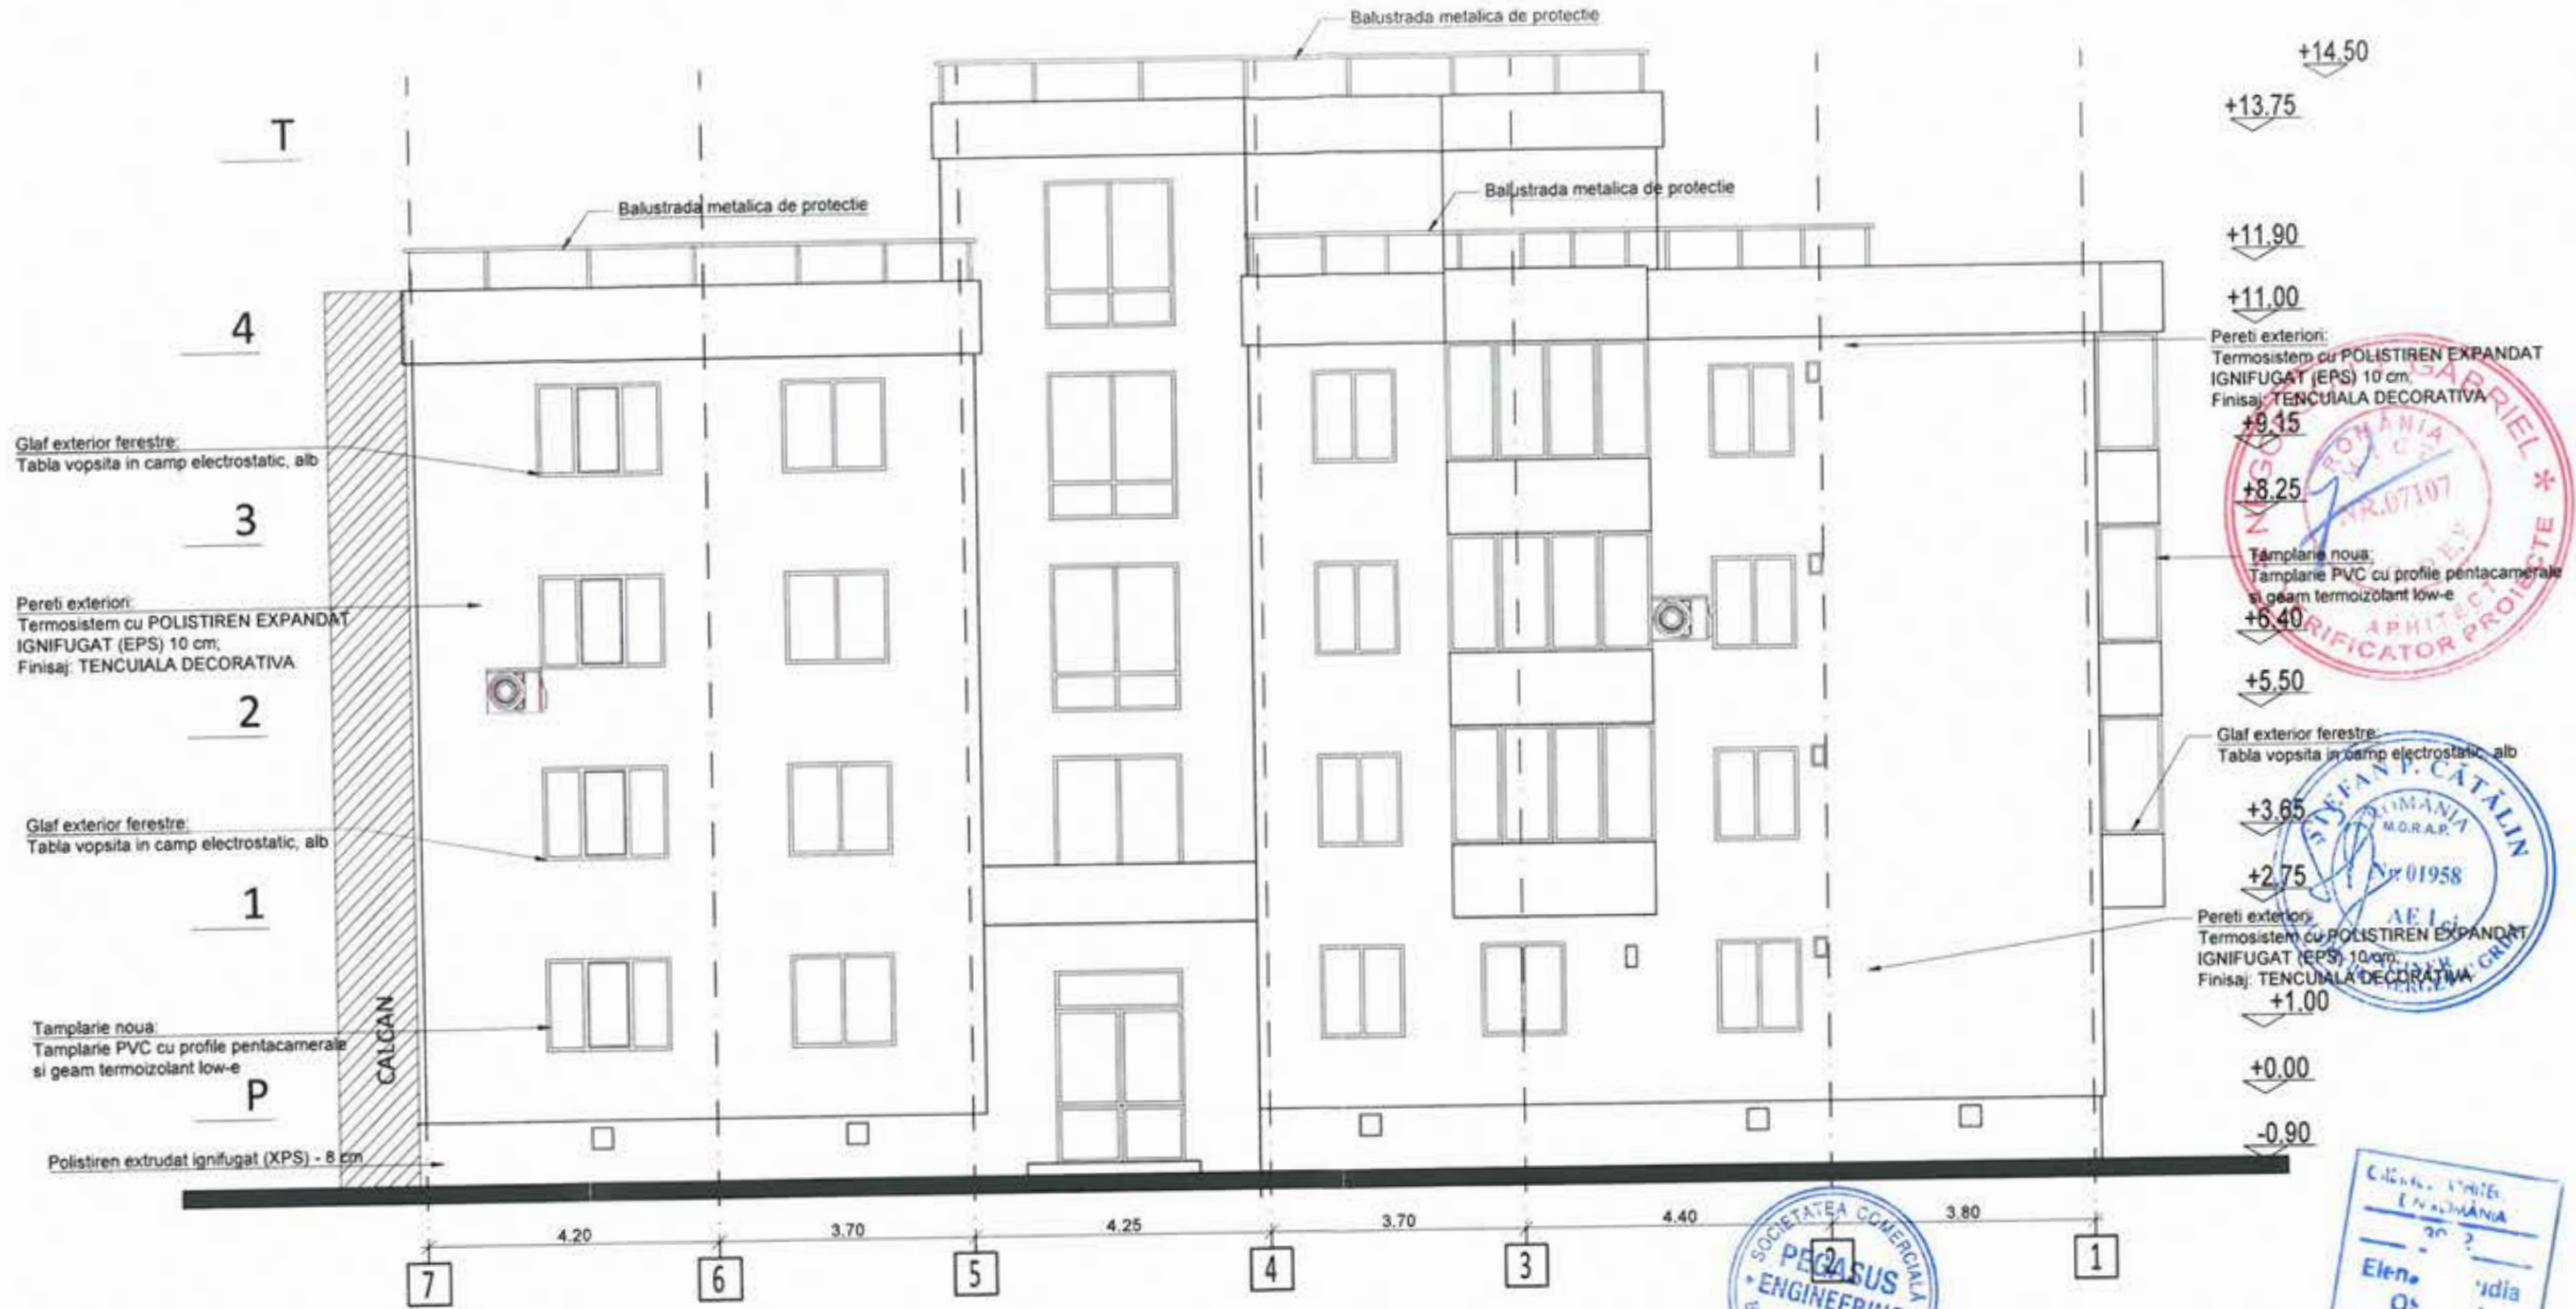 Balustrada metalica de protectie
+14.50
+13.75
T
Balustrada metalica de protectie
Balustrada metalica de protectie
+11,90
+11,00
4
Pereti exteriori:
Termosistem cu POLISTIREN EXPANDAT
IGNIFUGAT (EPS) 10 cm,
Finisaj: TENCUIALA DECORATIVA
+9,15
Glaf exterior ferestre:
Tabla vopsita in camp electrostatic, alb
+8.25
3
GABRIEL *
ROMÂNIA
NR.07107
VERIFICATOR PROIECTE
Tamplarie noua:
Tamplarie PVC cu profile pentacamerale
si geam termoizolant low-e
Pereti exteriori:
Termosistem cu POLISTIREN EXPANDAT
IGNIFUGAT (EPS) 10 cm,
Finisaj: TENCUIALA DECORATIVA
+6,40
+5,50
2
Glaf exterior ferestre:
Tabla vopsita in camp electrostatic, alb
+3,65
ȘTEFAN P. CĂTĂLIN
ROMÂNIA
Nr. 01958
Glaf exterior ferestre:
Tabla vopsita in camp electrostatic, alb
+2,75
1
Pereti exteriori:
Termosistem cu POLISTIREN EXPANDAT
IGNIFUGAT (EPS) 10 cm,
Finisaj: TENCUIALA DECORATIVA
+1.00
CALCAN
Tamplarie noua:
Tamplarie PVC cu profile pentacamerale
si geam termoizolant low-e
+0.00
P
-0,90
Polistiren extrudat ignifugat (XPS) - 8 cm
4.20
3.70
4.25
3.70
4.40
3.80
7
6
5
4
3
2
1
SOCIETATEA COMERCIALĂ
PEGASUS
ENGINEERING